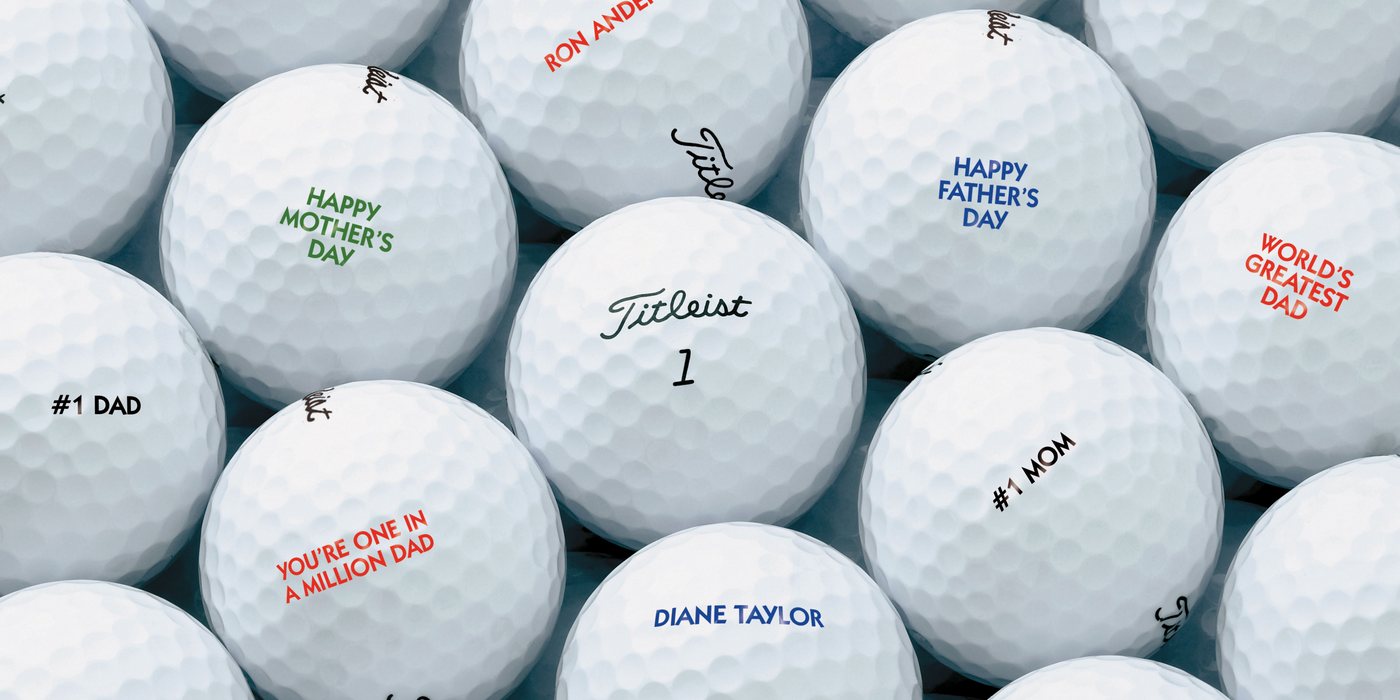 RON
Titleist
1
HAPPY
MOTHER'S
DAY
HAPPY
FATHER'S
DAY
WORLD'S
GREATEST
DAD
#1 DAD
#1 MOM
YOU'RE ONE IN
A MILLION DAD
DIANE TAYLOR